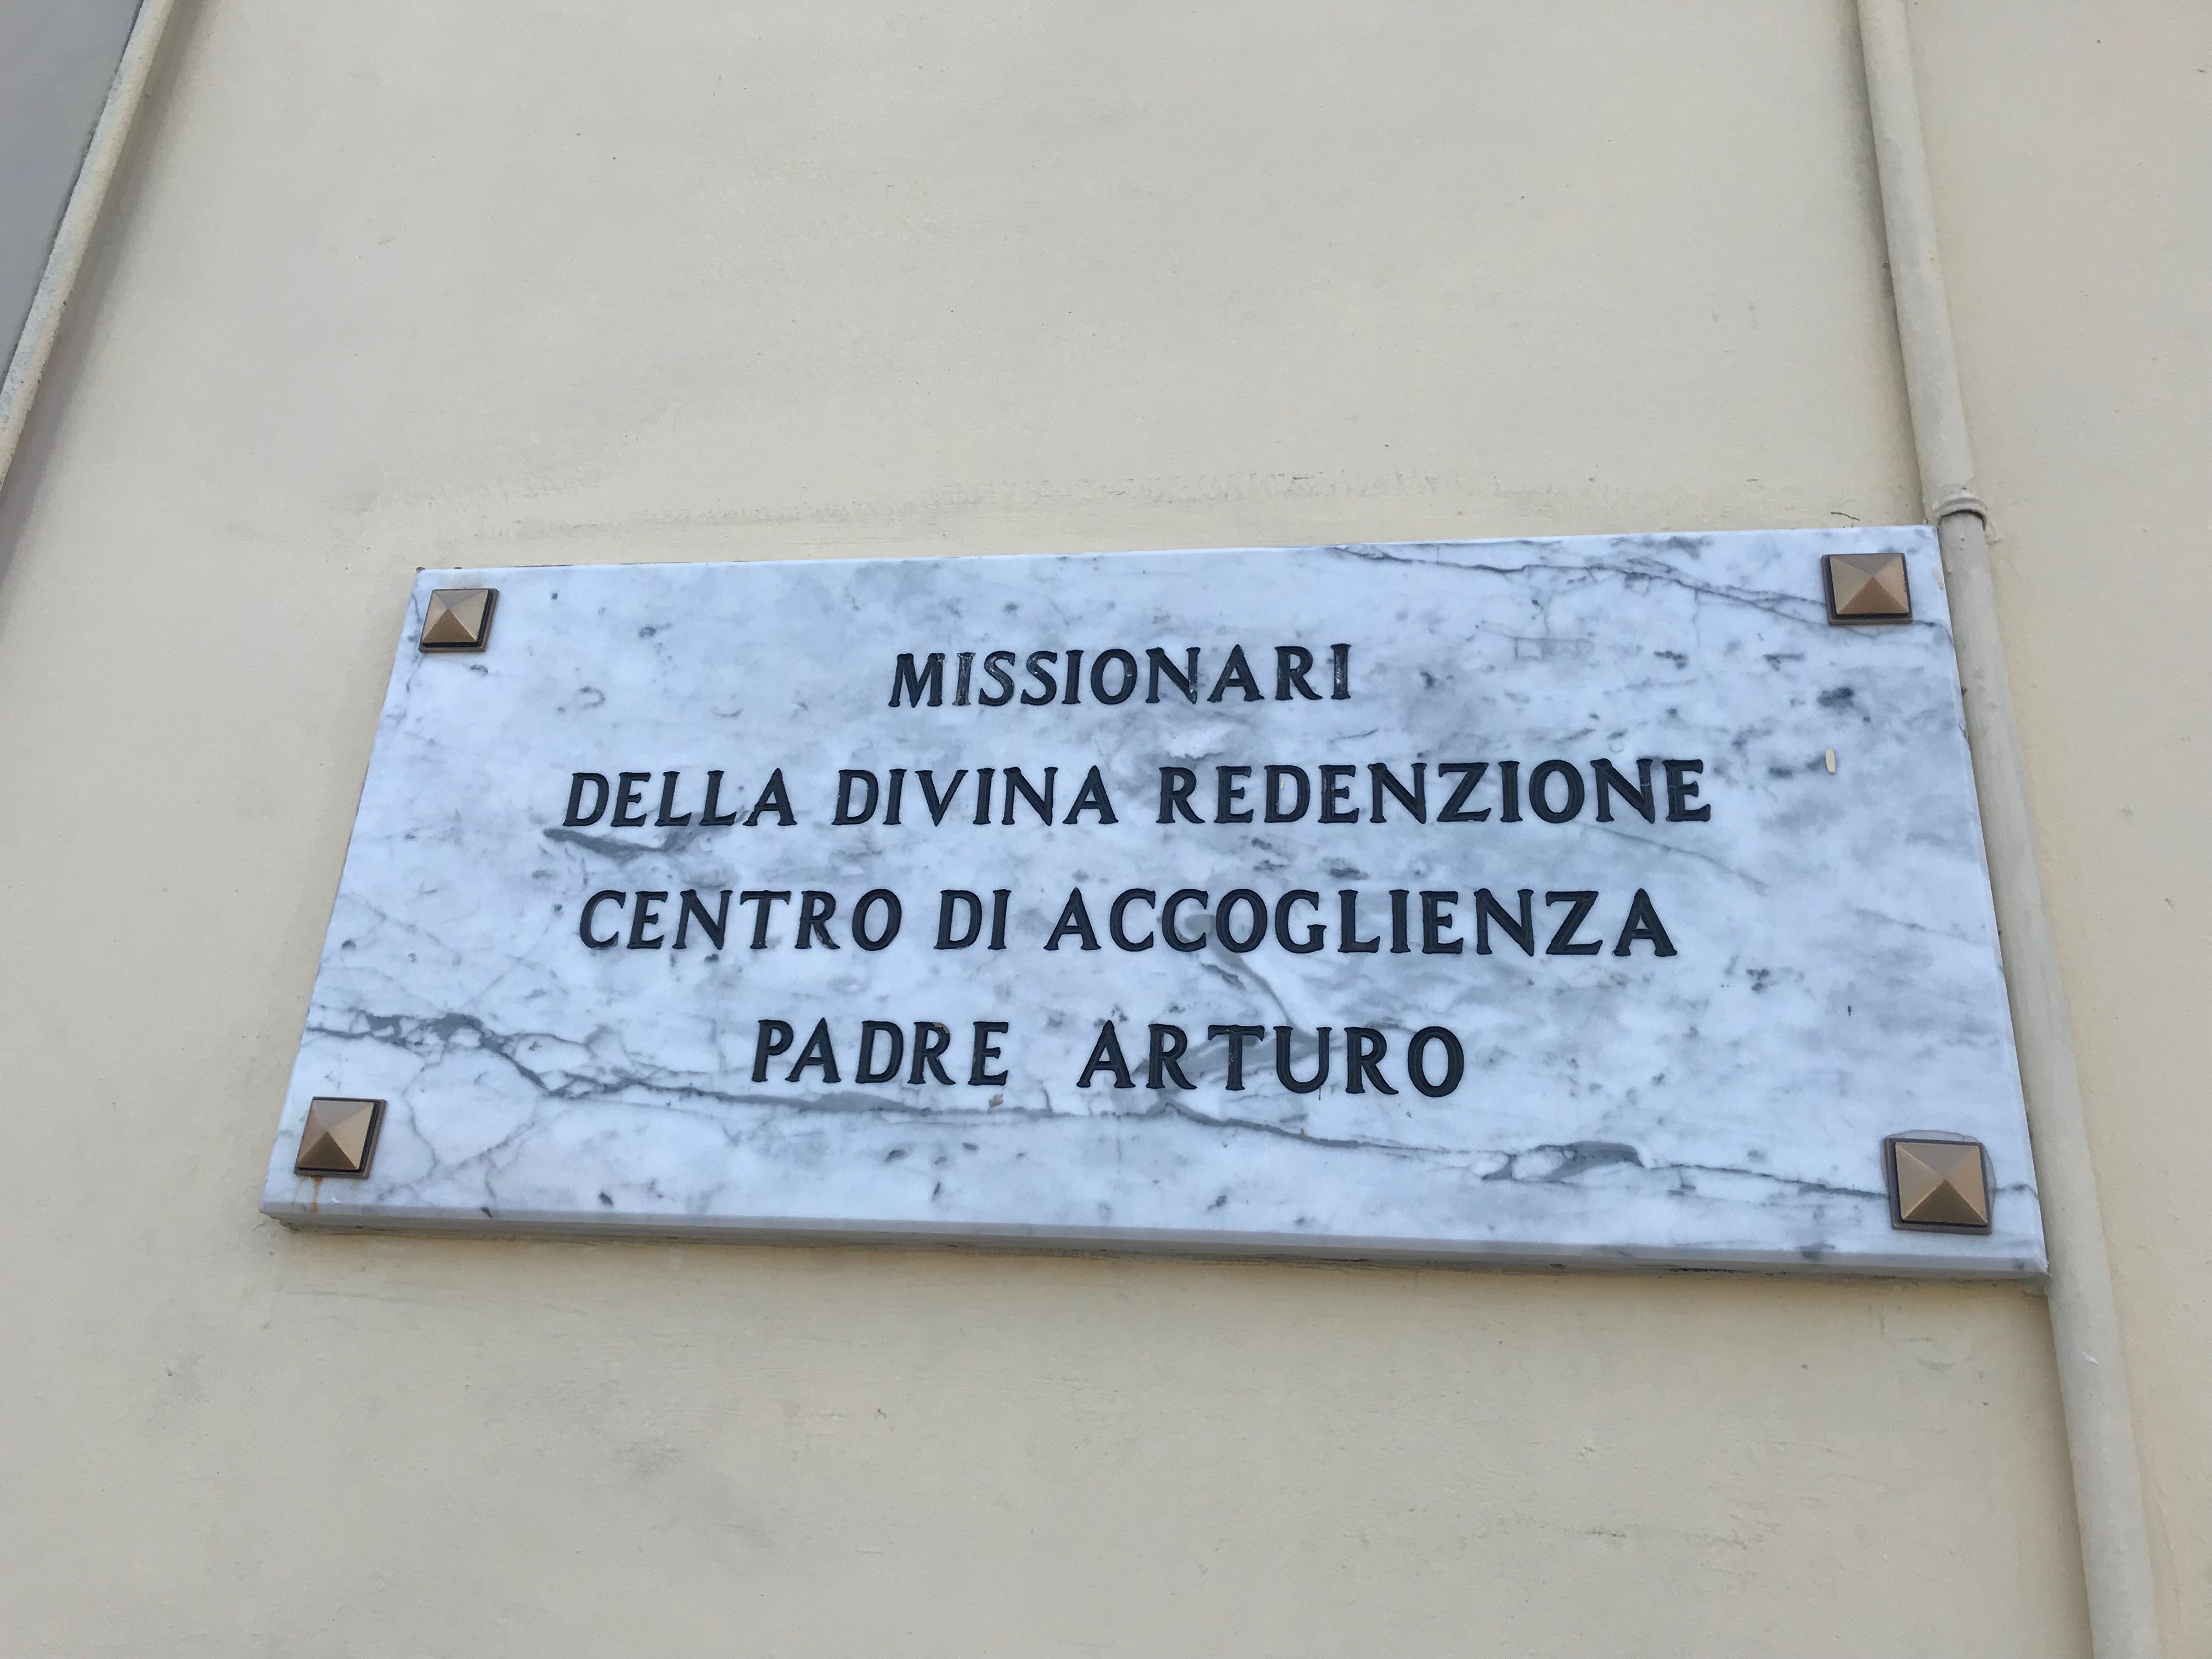 MISSIONARI
DELLA DIVINA REDENZIONE
CENTRO DI ACCOGLIENZA
PADRE ARTURO